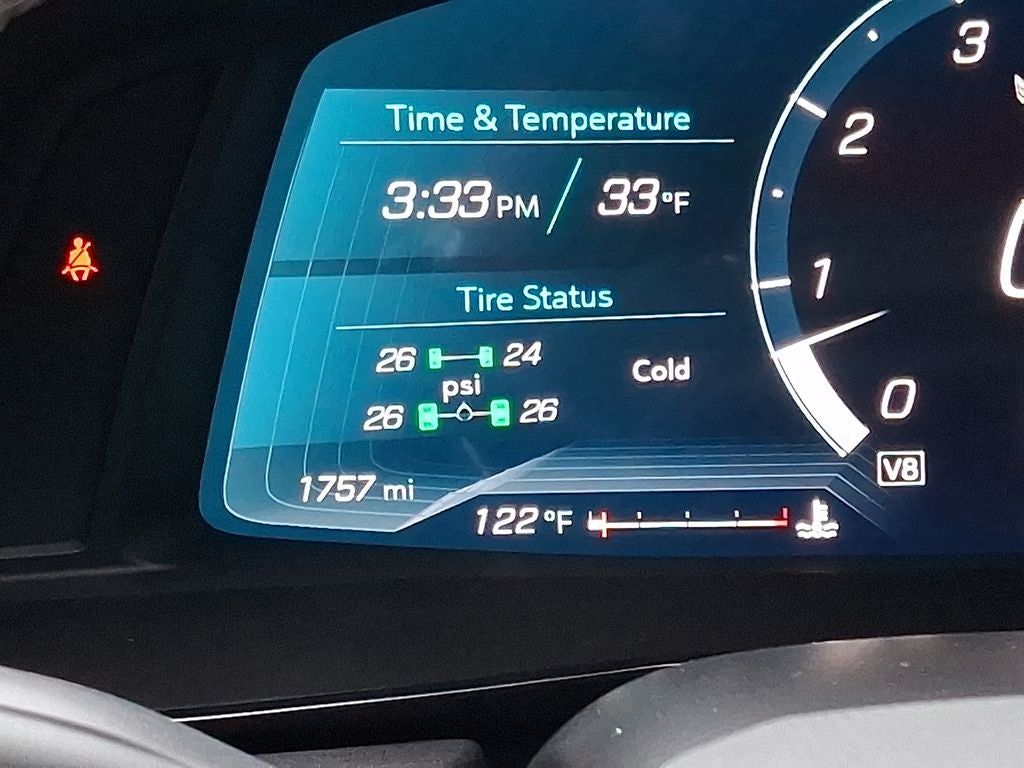 Time & Temperature
3:33 PM / 33°F
Tire Status
26 24
psi
Cold
26 26
1757 mi
122°F
3
2
1
0
V8